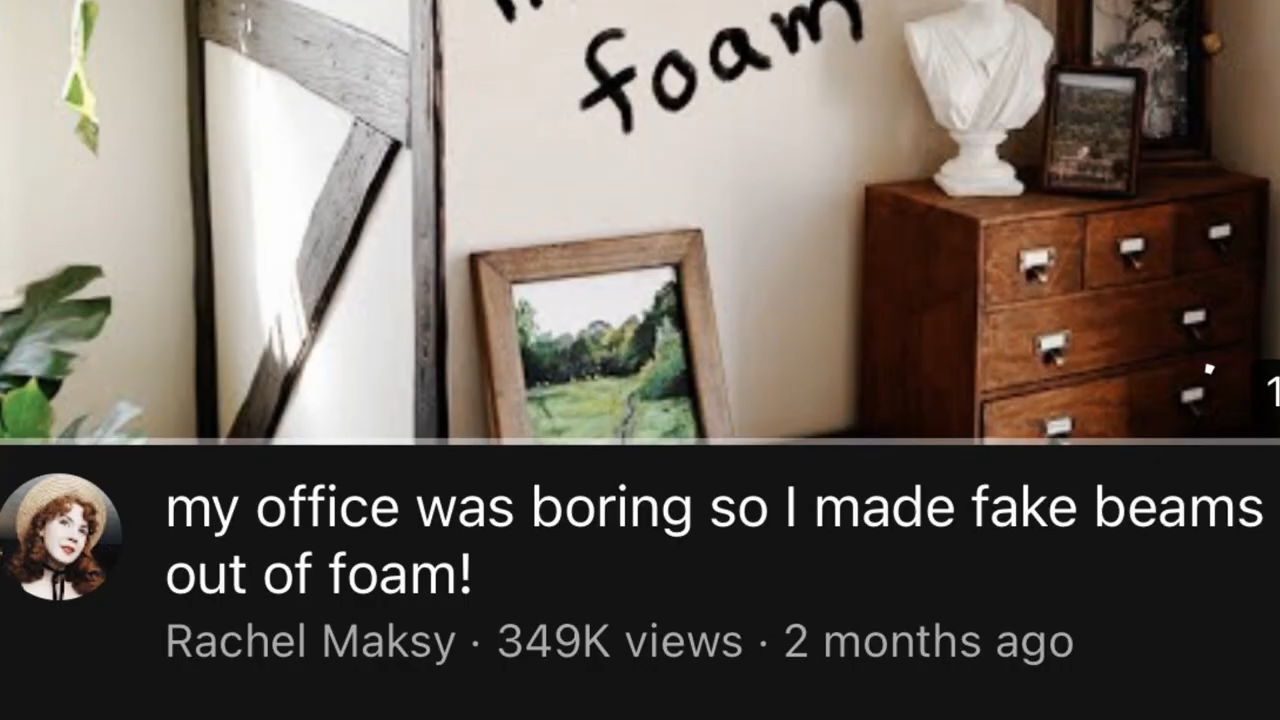 foam
my office was boring so I made fake beams
out of foam!
Rachel Maksy · 349K views · 2 months ago